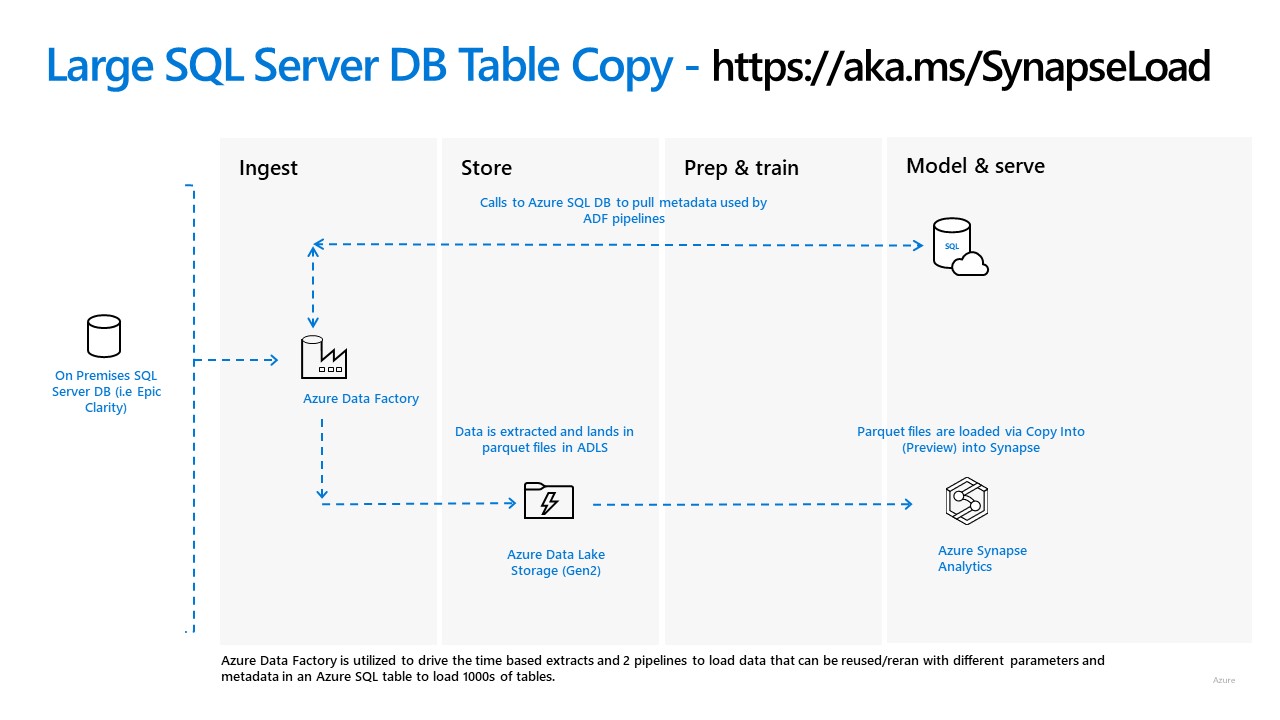 Large SQL Server DB Table Copy - https://aka.ms/SynapseLoad
Ingest
Store
Prep & train
Model & serve
Calls to Azure SQL DB to pull metadata used by
ADF pipelines
SQL
On Premises SQL
Server DB (i.e Epic
Clarity)
Azure Data Factory
Data is extracted and lands in
parquet files in ADLS
Parquet files are loaded via Copy Into
(Preview) into Synapse
Azure Data Lake
Storage (Gen2)
Azure Synapse
Analytics
Azure Data Factory is utilized to drive the time based extracts and 2 pipelines to load data that can be reused/reran with different parameters and
metadata in an Azure SQL table to load 1000s of tables.
Azure